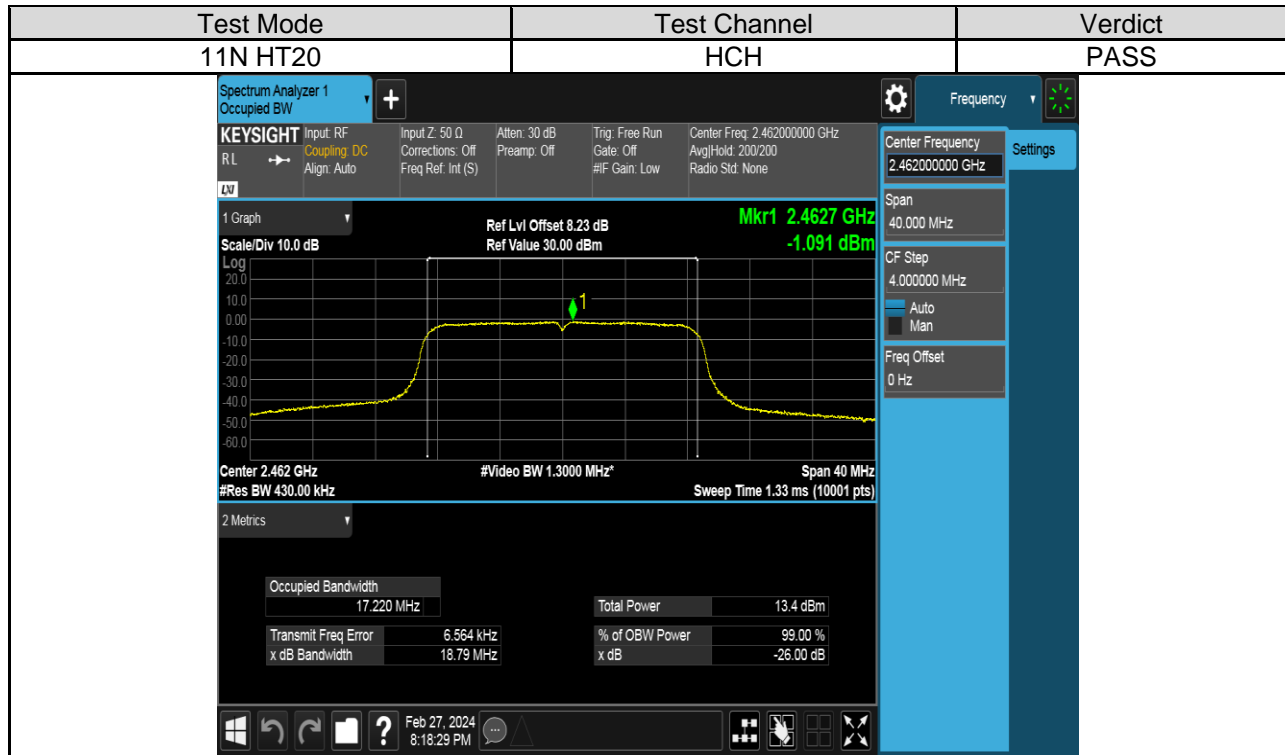 Test Mode Test Channel Verdict
11N HT20 HCH PASS
Spectrum Analyzer 1
Occupied BW
+
Frequency
KEYSIGHT Input: RF Input Z: 50 Ω Atten: 30 dB Trig: Free Run Center Freq: 2.462000000 GHz
RL Coupling: DC Corrections: Off Preamp: Off Gate: Off Avg|Hold: 200/200
Align: Auto Freq Ref: Int (S) #IF Gain: Low Radio Std: None
LXI
Center Frequency
2.462000000 GHz
Settings
Span
40.000 MHz
CF Step
4.000000 MHz
Auto
Man
Freq Offset
0 Hz
1 Graph Ref Lvl Offset 8.23 dB Mkr1 2.4627 GHz
Scale/Div 10.0 dB Ref Value 30.00 dBm -1.091 dBm
Log
20.0
10.0
1
0.00
-10.0
-20.0
-30.0
-40.0
-50.0
-60.0
Center 2.462 GHz #Video BW 1.3000 MHz* Span 40 MHz
#Res BW 430.00 kHz Sweep Time 1.33 ms (10001 pts)
2 Metrics
Occupied Bandwidth
17.220 MHz Total Power 13.4 dBm
Transmit Freq Error 6.564 kHz % of OBW Power 99.00 %
x dB Bandwidth 18.79 MHz x dB -26.00 dB
? Feb 27, 2024
8:18:29 PM